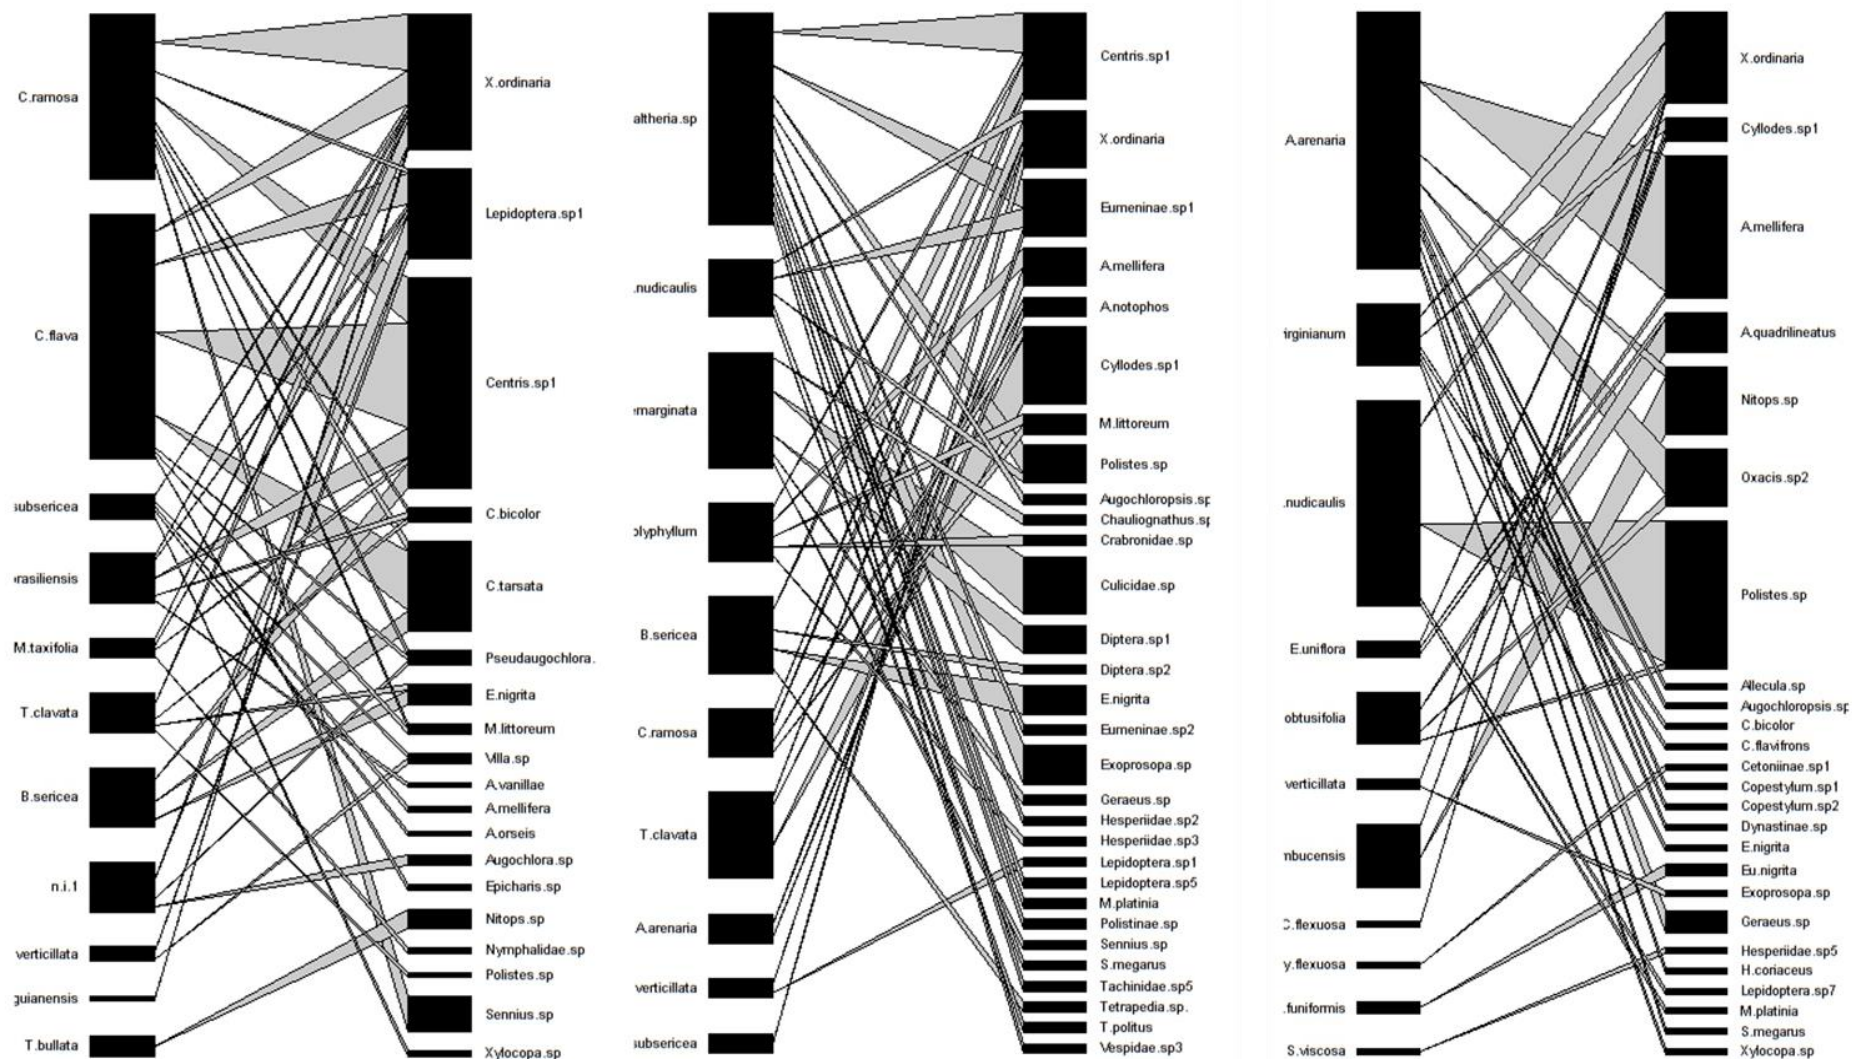 C.ramosa
C.flava
subsericea
rasiliensis
M.taxifolia
T.clavata
B.sericea
n.i.1
verticillata
guianensis
T.bullata
X.ordinaria
Lepidoptera.sp1
Centris.sp1
C.bicolor
C.tarsata
Pseudaugochlora.
E.nigrita
M.littoreum
Villa.sp
A.vanillae
A.mellifera
A.orseis
Augochlora.sp
Epicharis.sp
Nitops.sp
Nymphalidae.sp
Polistes.sp
Sennius.sp
Xylocopa.sp
altheria.sp
.nudicaulis
emarginata
olyphyllum
B.sericea
C.ramosa
T.clavata
A.arenaria
verticillata
subsericea
Centris.sp1
X.ordinaria
Eumeninae.sp1
A.mellifera
A.notophos
Cyllodes.sp1
M.littoreum
Polistes.sp
Augochloropsis.sp
Chauliognathus.sp
Crabronidae.sp
Culicidae.sp
Diptera.sp1
Diptera.sp2
E.nigrita
Eumeninae.sp2
Exoprosopa.sp
Geraeus.sp
Hesperiidae.sp2
Hesperiidae.sp3
Lepidoptera.sp1
Lepidoptera.sp5
M.platinia
Polistinae.sp
Sennius.sp
S.megarus
Tachinidae.sp5
Tetrapedia.sp.
T.politus
Vespidae.sp3
A.arenaria
irginianum
.nudicaulis
E.uniflora
obtusifolia
verticillata
mbucensis
C.flexuosa
y.flexuosa
.funiformis
S.viscosa
X.ordinaria
Cyllodes.sp1
A.mellifera
A.quadrilineatus
Nitops.sp
Oxacis.sp2
Polistes.sp
Allecula.sp
Augochloropsis.sp
C.bicolor
C.flavifrons
Cetoniinae.sp1
Copestylum.sp1
Copestylum.sp2
Dynastinae.sp
E.nigrita
Eu.nigrita
Exoprosopa.sp
Geraeus.sp
Hesperiidae.sp5
H.coriaceus
Lepidoptera.sp7
M.platinia
S.megarus
Xylocopa.sp